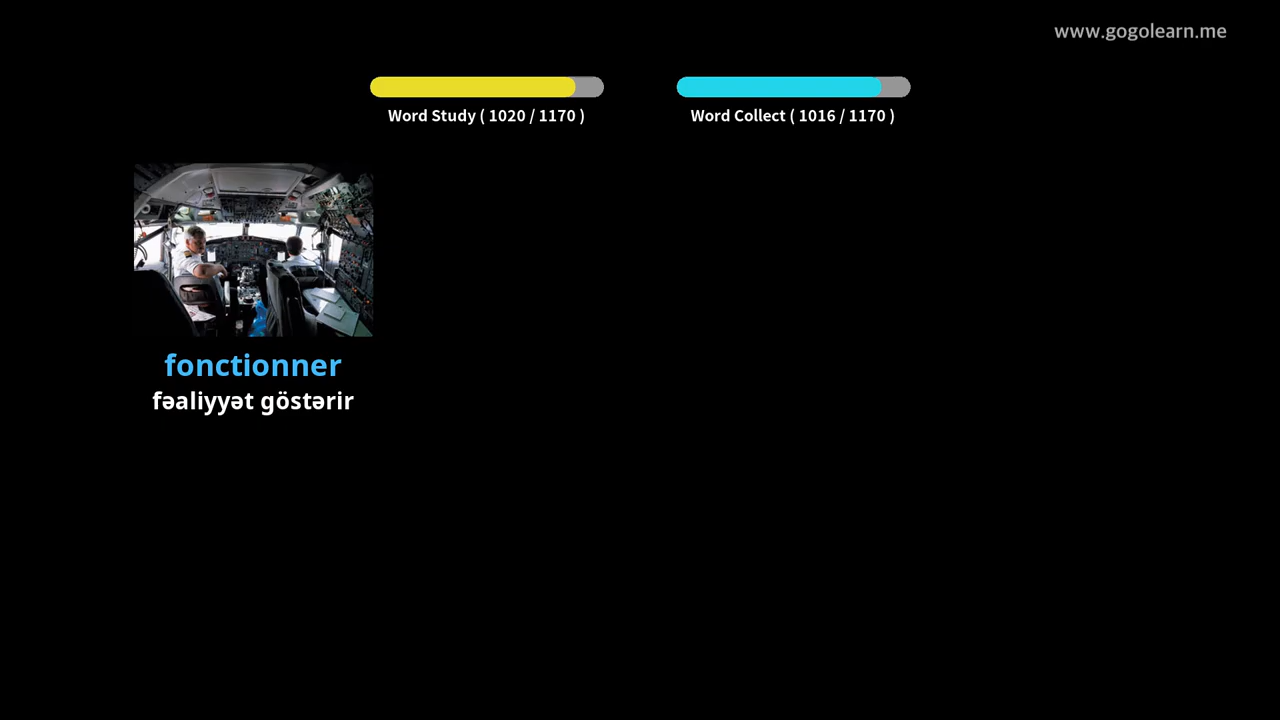 www.gogolearn.me
Word Study ( 1020 / 1170 )
Word Collect ( 1016 / 1170 )
fonctionner
fəaliyyət göstərir